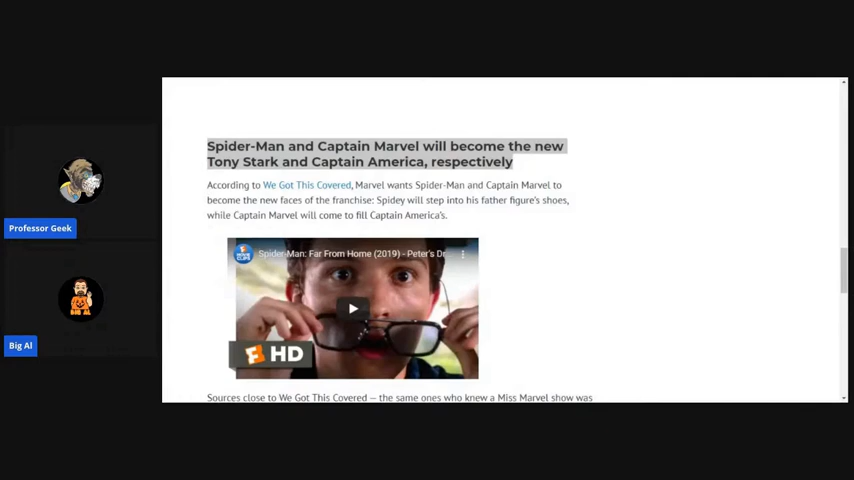 Spider-Man and Captain Marvel will become the new
Tony Stark and Captain America, respectively
According to We Got This Covered, Marvel wants Spider-Man and Captain Marvel to
become the new faces of the franchise: Spidey will step into his father figure's shoes,
while Captain Marvel will come to fill Captain America's.
Spider-Man: Far From Home (2019) - Peter's Dr...
HD
Sources close to We Got This Covered — the same ones who knew a Miss Marvel show was
Professor Geek
BIG AL
Big Al